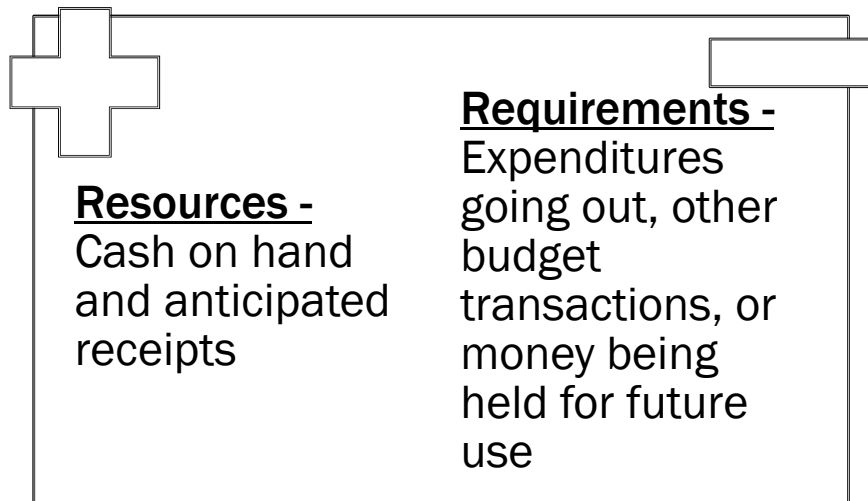 Resources -
Cash on hand
and anticipated
receipts
Requirements -
Expenditures
going out, other
budget
transactions, or
money being
held for future
use